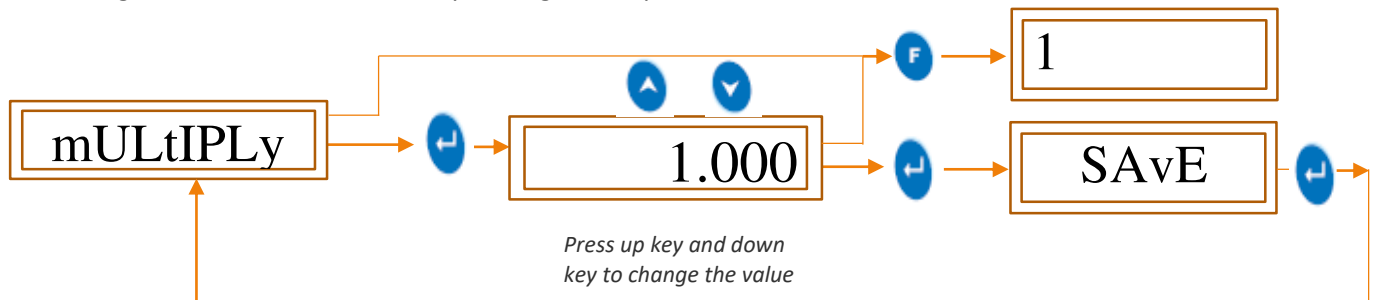 F
1
mULtIPLy
1.000
SAvE
Press up key and down
key to change the value